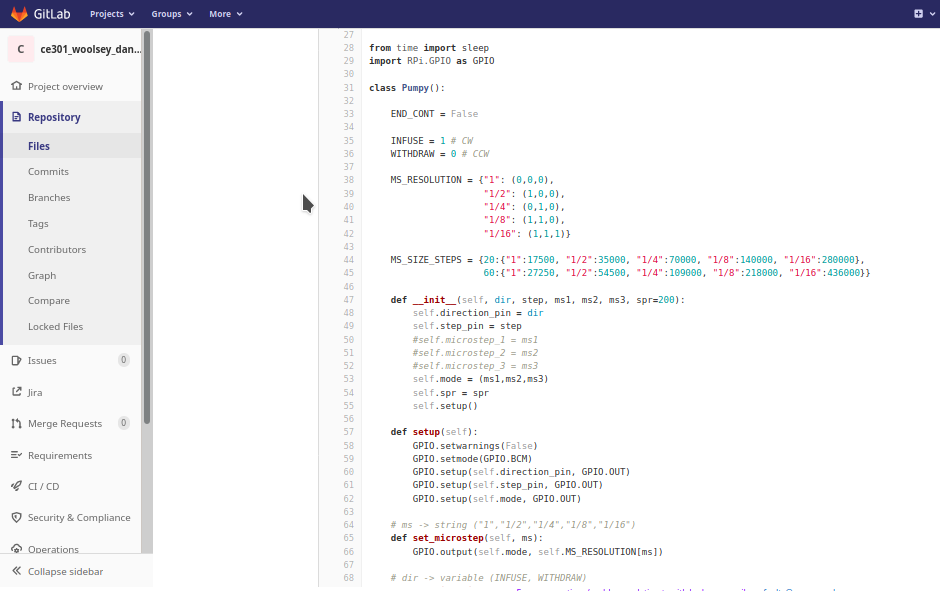 GitLab Projects Groups More
C ce301_woolsey_dan...
Project overview
Repository
Files
Commits
Branches
Tags
Contributors
Graph
Compare
Locked Files
Issues 0
Jira
Merge Requests 0
Requirements
CI / CD
Security & Compliance
Operations
Collapse sidebar
27
28 from time import sleep
29 import RPi.GPIO as GPIO
30
31 class Pumpy():
32
33 END_CONT = False
34
35 INFUSE = 1 # CW
36 WITHDRAW = 0 # CCW
37
38 MS_RESOLUTION = {"1": (0,0,0),
39 "1/2": (1,0,0),
40 "1/4": (0,1,0),
41 "1/8": (1,1,0),
42 "1/16": (1,1,1)}
43
44 MS_SIZE_STEPS = {20:{"1":17500, "1/2":35000, "1/4":70000, "1/8":140000, "1/16":280000},
45 60:{"1":27250, "1/2":54500, "1/4":109000, "1/8":218000, "1/16":436000}}
46
47 def __init__(self, dir, step, ms1, ms2, ms3, spr=200):
48 self.direction_pin = dir
49 self.step_pin = step
50 #self.microstep_1 = ms1
51 #self.microstep_2 = ms2
52 #self.microstep_3 = ms3
53 self.mode = (ms1,ms2,ms3)
54 self.spr = spr
55 self.setup()
56
57 def setup(self):
58 GPIO.setwarnings(False)
59 GPIO.setmode(GPIO.BCM)
60 GPIO.setup(self.direction_pin, GPIO.OUT)
61 GPIO.setup(self.step_pin, GPIO.OUT)
62 GPIO.setup(self.mode, GPIO.OUT)
63
64 # ms -> string ("1","1/2","1/4","1/8","1/16")
65 def set_microstep(self, ms):
66 GPIO.output(self.mode, self.MS_RESOLUTION[ms])
67
68 # dir -> variable (INFUSE, WITHDRAW)